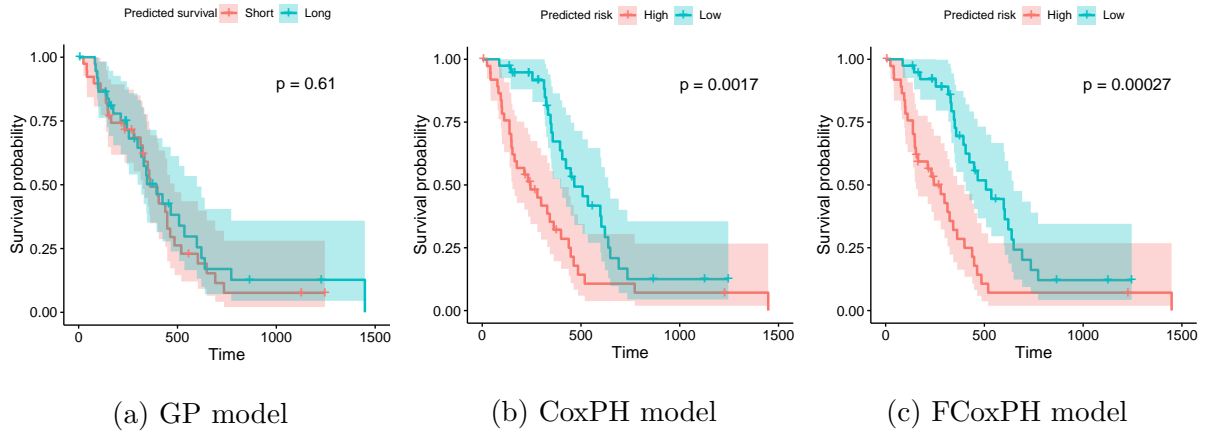 Predicted survival Short Long
p = 0.61
Survival probability
1.00
0.75
0.50
0.25
0.00
0 500 1000 1500
Time
(a) GP model
Predicted risk High Low
p = 0.0017
Survival probability
1.00
0.75
0.50
0.25
0.00
0 500 1000 1500
Time
(b) CoxPH model
Predicted risk High Low
p = 0.00027
Survival probability
1.00
0.75
0.50
0.25
0.00
0 500 1000 1500
Time
(c) FCoxPH model